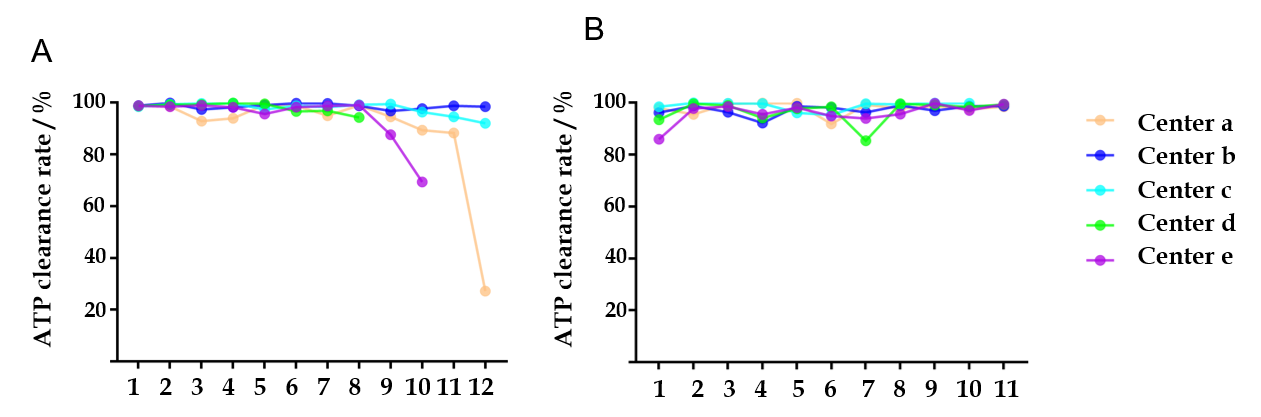 A
B
ATP clearance rate / %
100
80
60
40
20
1 2 3 4 5 6 7 8 9 10 11 12
ATP clearance rate / %
100
80
60
40
20
1 2 3 4 5 6 7 8 9 10 11
Center a
Center b
Center c
Center d
Center e